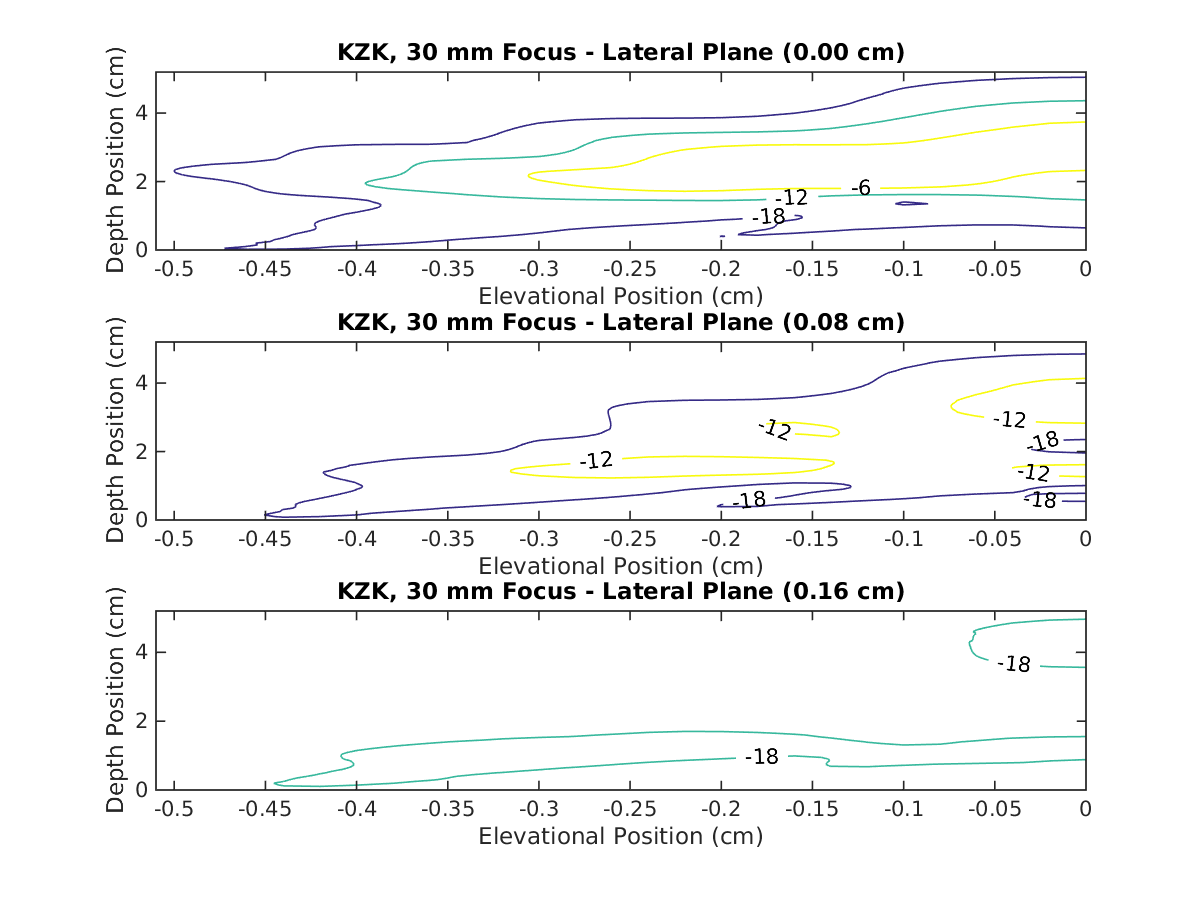 KZK, 30 mm Focus - Lateral Plane (0.00 cm)
Depth Position (cm)
4
2
0
-6
-12
-18
-0.5 -0.45 -0.4 -0.35 -0.3 -0.25 -0.2 -0.15 -0.1 -0.05 0
Elevational Position (cm)
KZK, 30 mm Focus - Lateral Plane (0.08 cm)
Depth Position (cm)
4
2
0
-12
-12
-18
-12
-12
-18
-18
-0.5 -0.45 -0.4 -0.35 -0.3 -0.25 -0.2 -0.15 -0.1 -0.05 0
Elevational Position (cm)
KZK, 30 mm Focus - Lateral Plane (0.16 cm)
Depth Position (cm)
4
2
0
-18
-18
-0.5 -0.45 -0.4 -0.35 -0.3 -0.25 -0.2 -0.15 -0.1 -0.05 0
Elevational Position (cm)